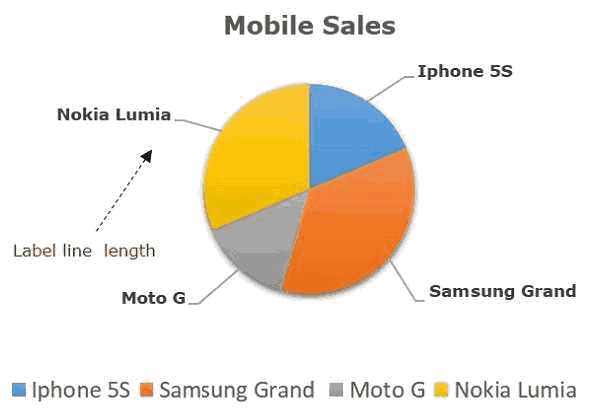 Mobile Sales
Iphone 5S
Nokia Lumia
Label line length
Moto G
Samsung Grand
Iphone 5S Samsung Grand Moto G Nokia Lumia